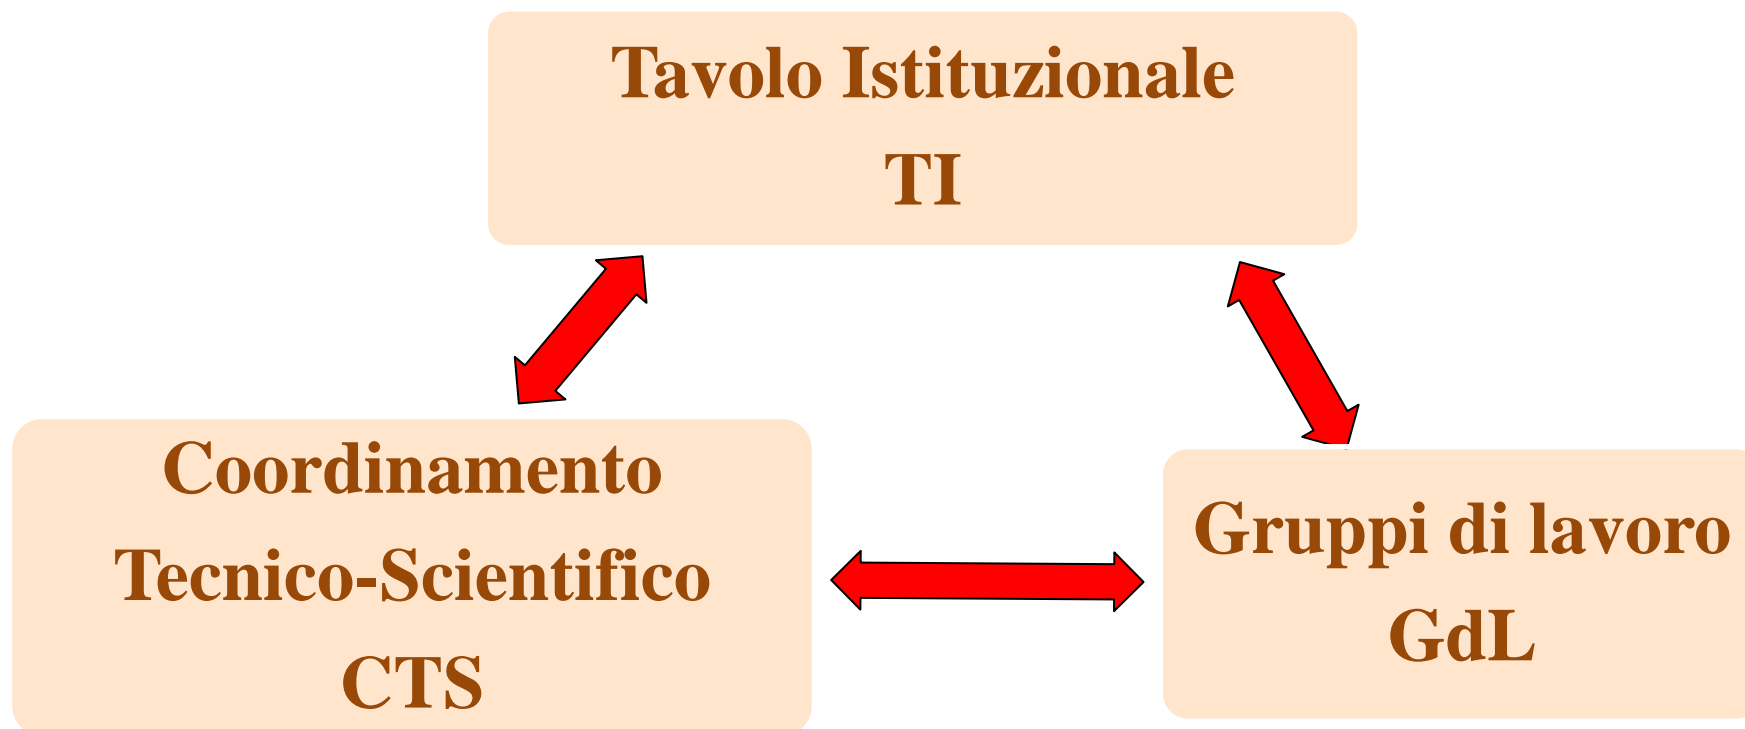 Tavolo Istituzionale
TI
Coordinamento
Tecnico-Scientifico
CTS
Gruppi di lavoro
GdL